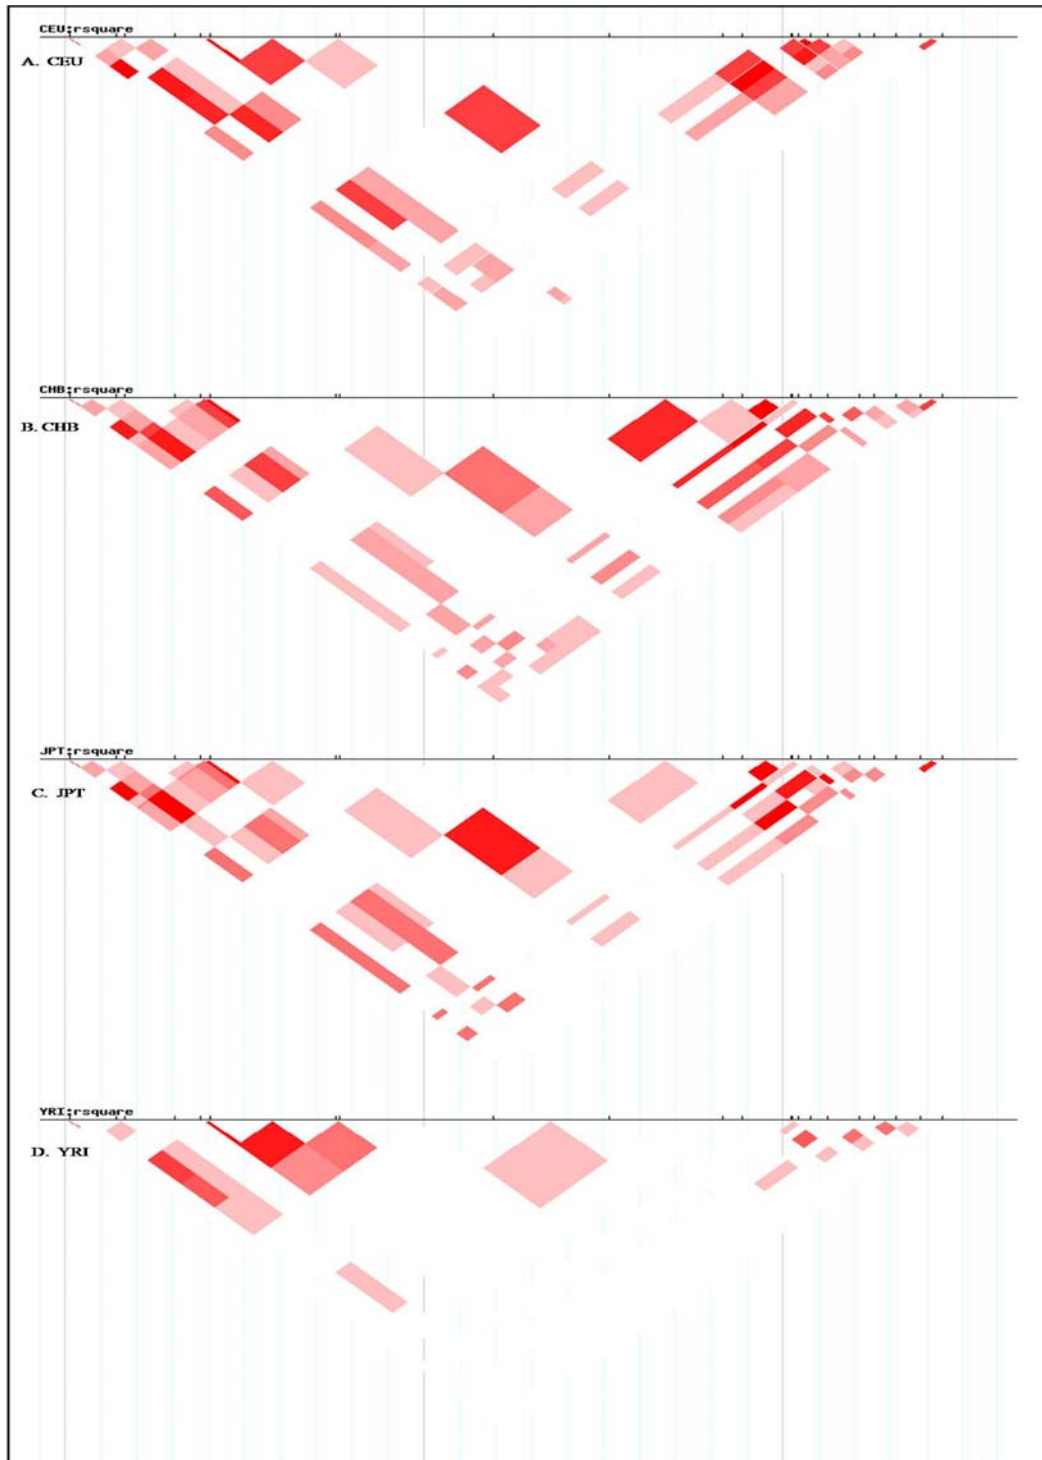 CEU:rsquare
A. CEU
CHB:rsquare
B. CHB
JPT:rsquare
C. JPT
YRI:rsquare
D. YRI